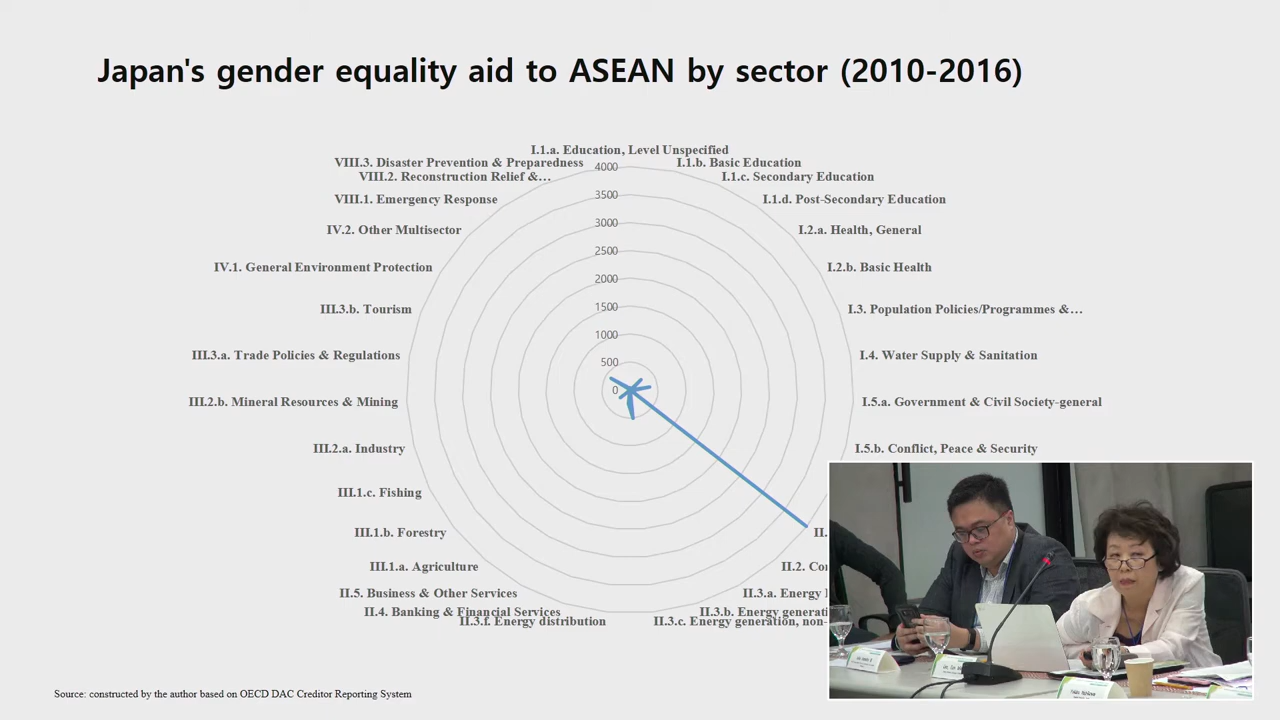 Japan's gender equality aid to ASEAN by sector (2010-2016)
I.1.a. Education, Level Unspecified
VIII.3. Disaster Prevention & Preparedness
4000
I.1.b. Basic Education
VIII.2. Reconstruction Relief &…
I.1.c. Secondary Education
3500
VIII.1. Emergency Response
I.1.d. Post-Secondary Education
3000
IV.2. Other Multisector
I.2.a. Health, General
2500
IV.1. General Environment Protection
I.2.b. Basic Health
2000
III.3.b. Tourism
1500
I.3. Population Policies/Programmes &…
1000
III.3.a. Trade Policies & Regulations
I.4. Water Supply & Sanitation
500
0
III.2.b. Mineral Resources & Mining
I.5.a. Government & Civil Society-general
III.2.a. Industry
I.5.b. Conflict, Peace & Security
III.1.c. Fishing
III.1.b. Forestry
II.
III.1.a. Agriculture
II.2.
II.5. Business & Other Services
II.3.a. Energy
II.4. Banking & Financial Services
II.3.b. Energy
II.3.f. Energy distribution
II.3.c. Energy generation, non-
Source: constructed by the author based on OECD DAC Creditor Reporting System